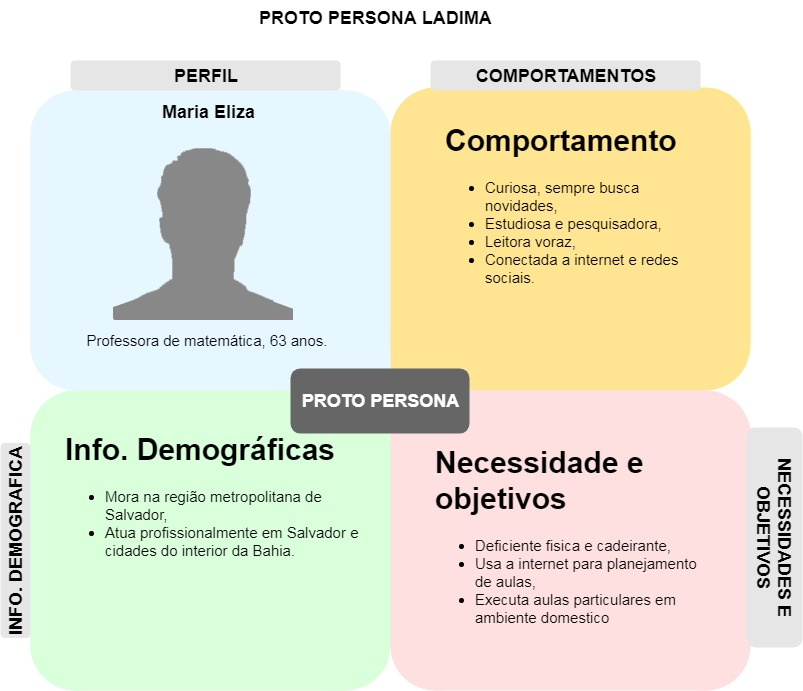 PROTO PERSONA LADIMA
PERFIL
Maria Eliza
Professora de matemática, 63 anos.
COMPORTAMENTOS
Comportamento
Curiosa, sempre busca
novidades,
Estudiosa e pesquisadora,
Leitora voraz,
Conectada a internet e redes
sociais.
PROTO PERSONA
INFO. DEMOGRAFICA
Info. Demográficas
Mora na região metropolitana de
Salvador,
Atua profissionalmente em Salvador e
cidades do interior da Bahia.
Necessidade e
objetivos
Deficiente fisica e cadeirante,
Usa a internet para planejamento
de aulas,
Executa aulas particulares em
ambiente domestico
NECESSIDADES E
OBJETIVOS